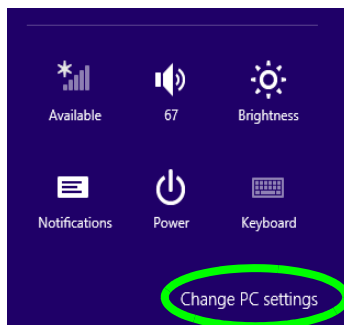 Available 67 Brightness
Notifications Power Keyboard
Change PC settings